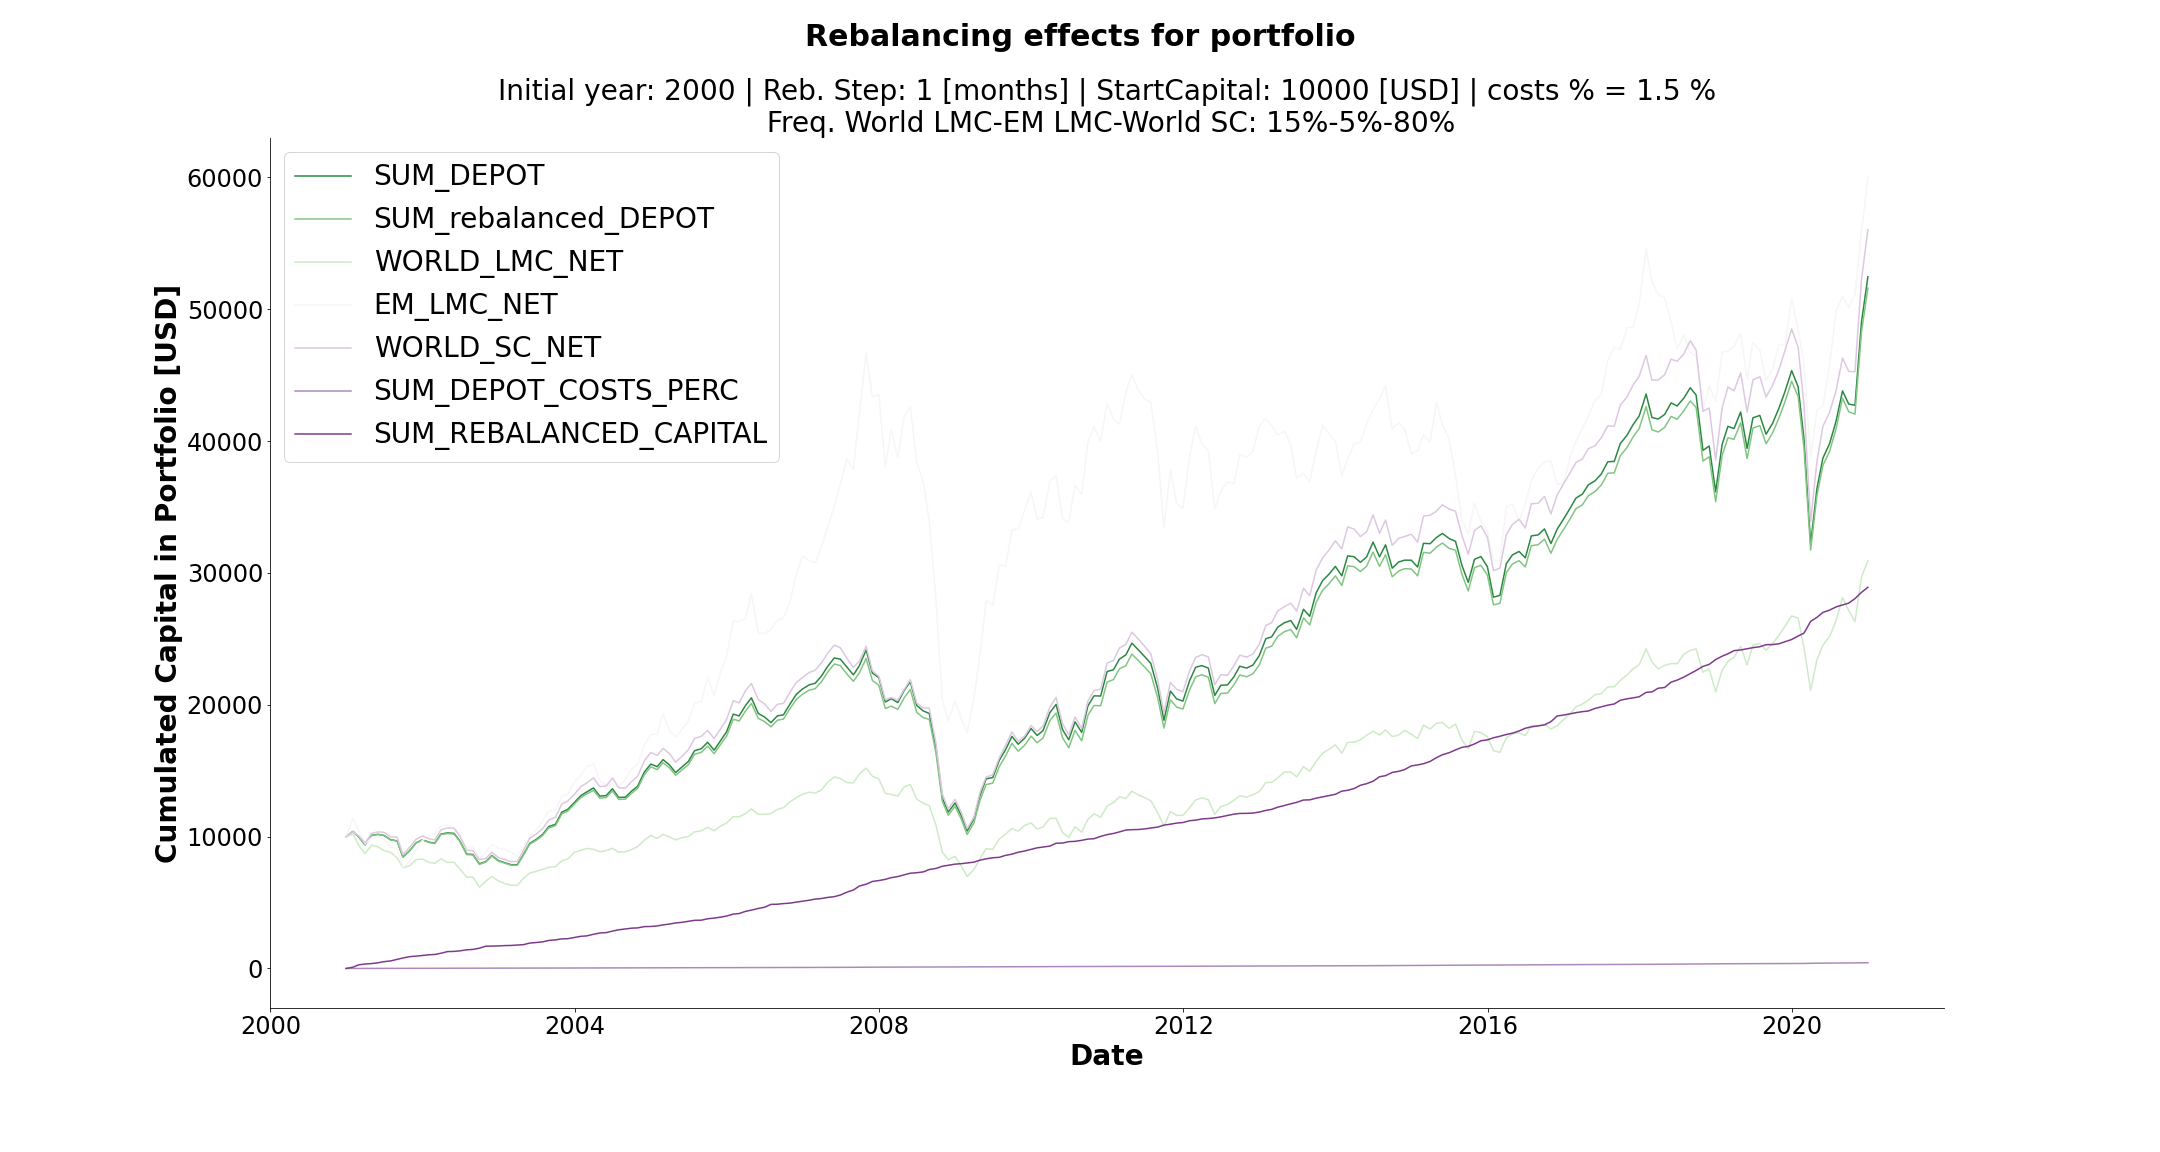 Rebalancing effects for portfolio
Initial year: 2000 | Reb. Step: 1 [months] | StartCapital: 10000 [USD] | costs % = 1.5 %
Freq. World LMC-EM LMC-World SC: 15%-5%-80%
SUM_DEPOT
SUM_rebalanced_DEPOT
WORLD_LMC_NET
EM_LMC_NET
WORLD_SC_NET
SUM_DEPOT_COSTS_PERC
SUM_REBALANCED_CAPITAL
Cumulated Capital in Portfolio [USD]
60000
50000
40000
30000
20000
10000
0
2000 2004 2008 2012 2016 2020
Date